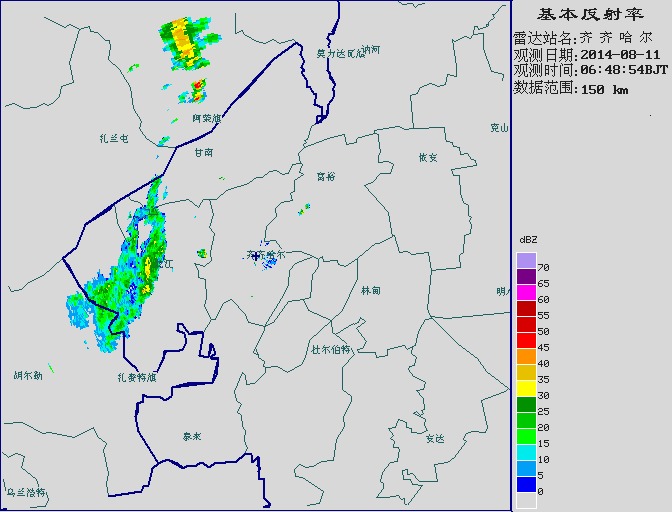 基本反射率
雷达站名: 齐 齐 哈 尔
观测日期: 2014-08-11
观测时间: 06:48:54BJT
数据范围: 150 km
讷河
莫力达瓦旗
阿荣旗
克山
扎兰屯
甘南
依安
富裕
齐齐哈尔
江
林甸
明水
杜尔伯特
胡尔勒
扎赉特旗
泰来
安达
乌兰浩特
dBZ
70
65
60
55
50
45
40
35
30
25
20
15
10
5
0